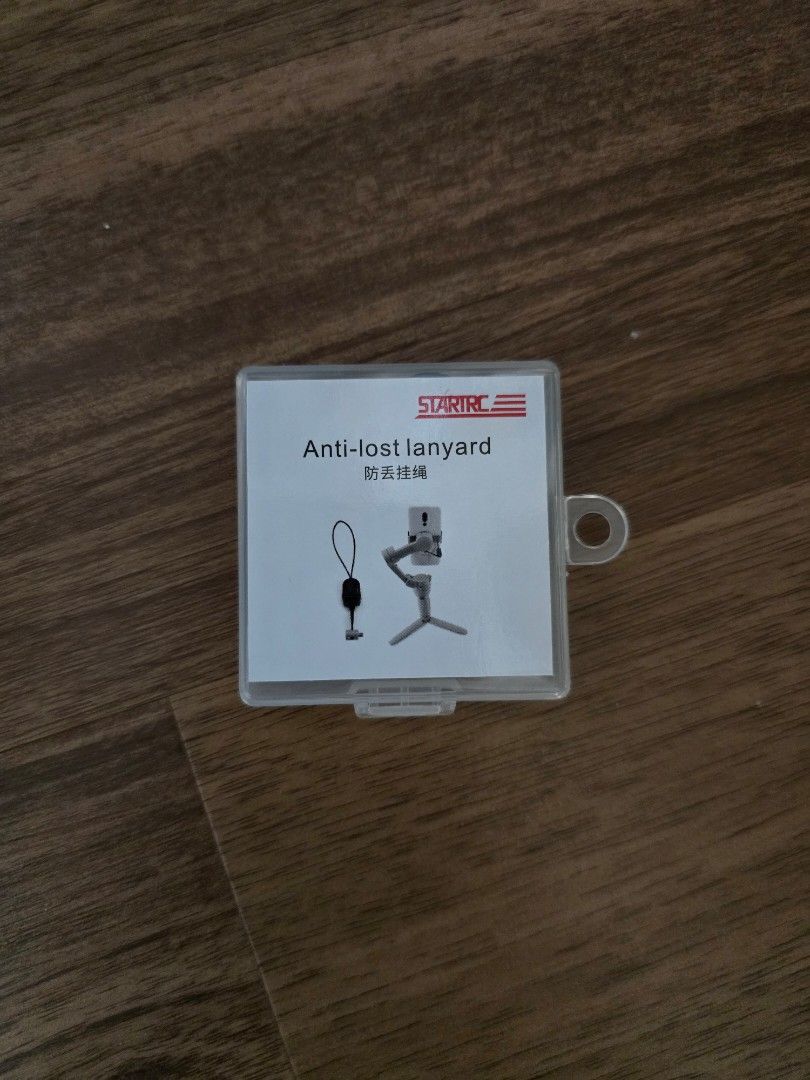 STARTRC
Anti-lost lanyard
防丢挂绳